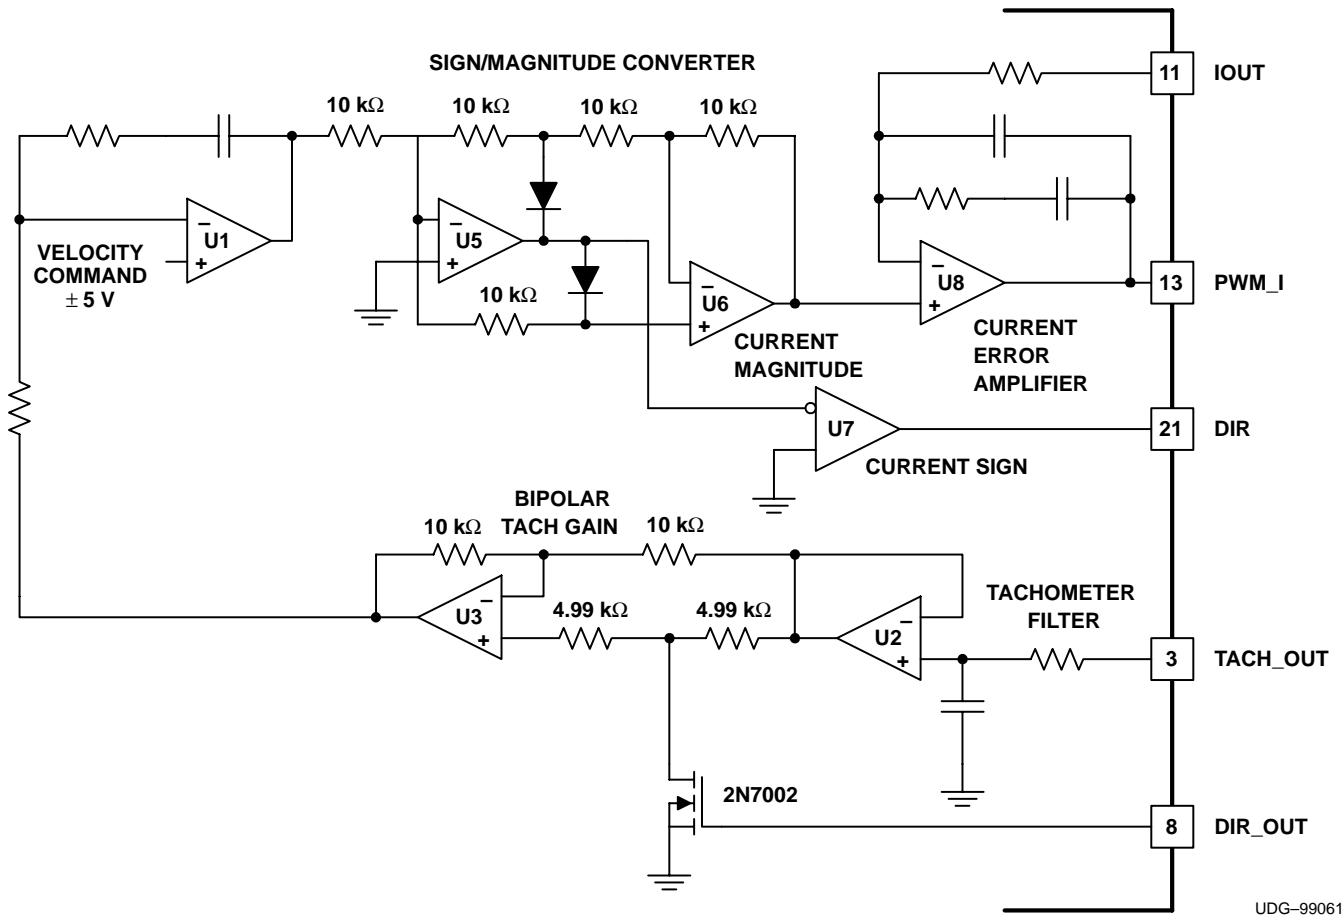 SIGN/MAGNITUDE CONVERTER
10 kΩ
10 kΩ
10 kΩ
10 kΩ
11
IOUT
−
U1
+
VELOCITY
COMMAND
± 5 V
−
U5
+
10 kΩ
−
U6
+
CURRENT
MAGNITUDE
−
U8
+
CURRENT
ERROR
AMPLIFIER
13
PWM_I
U7
CURRENT SIGN
21
DIR
BIPOLAR
TACH GAIN
10 kΩ
10 kΩ
−
U3
+
4.99 kΩ
4.99 kΩ
−
U2
+
TACHOMETER
FILTER
3
TACH_OUT
2N7002
8
DIR_OUT
UDG–99061